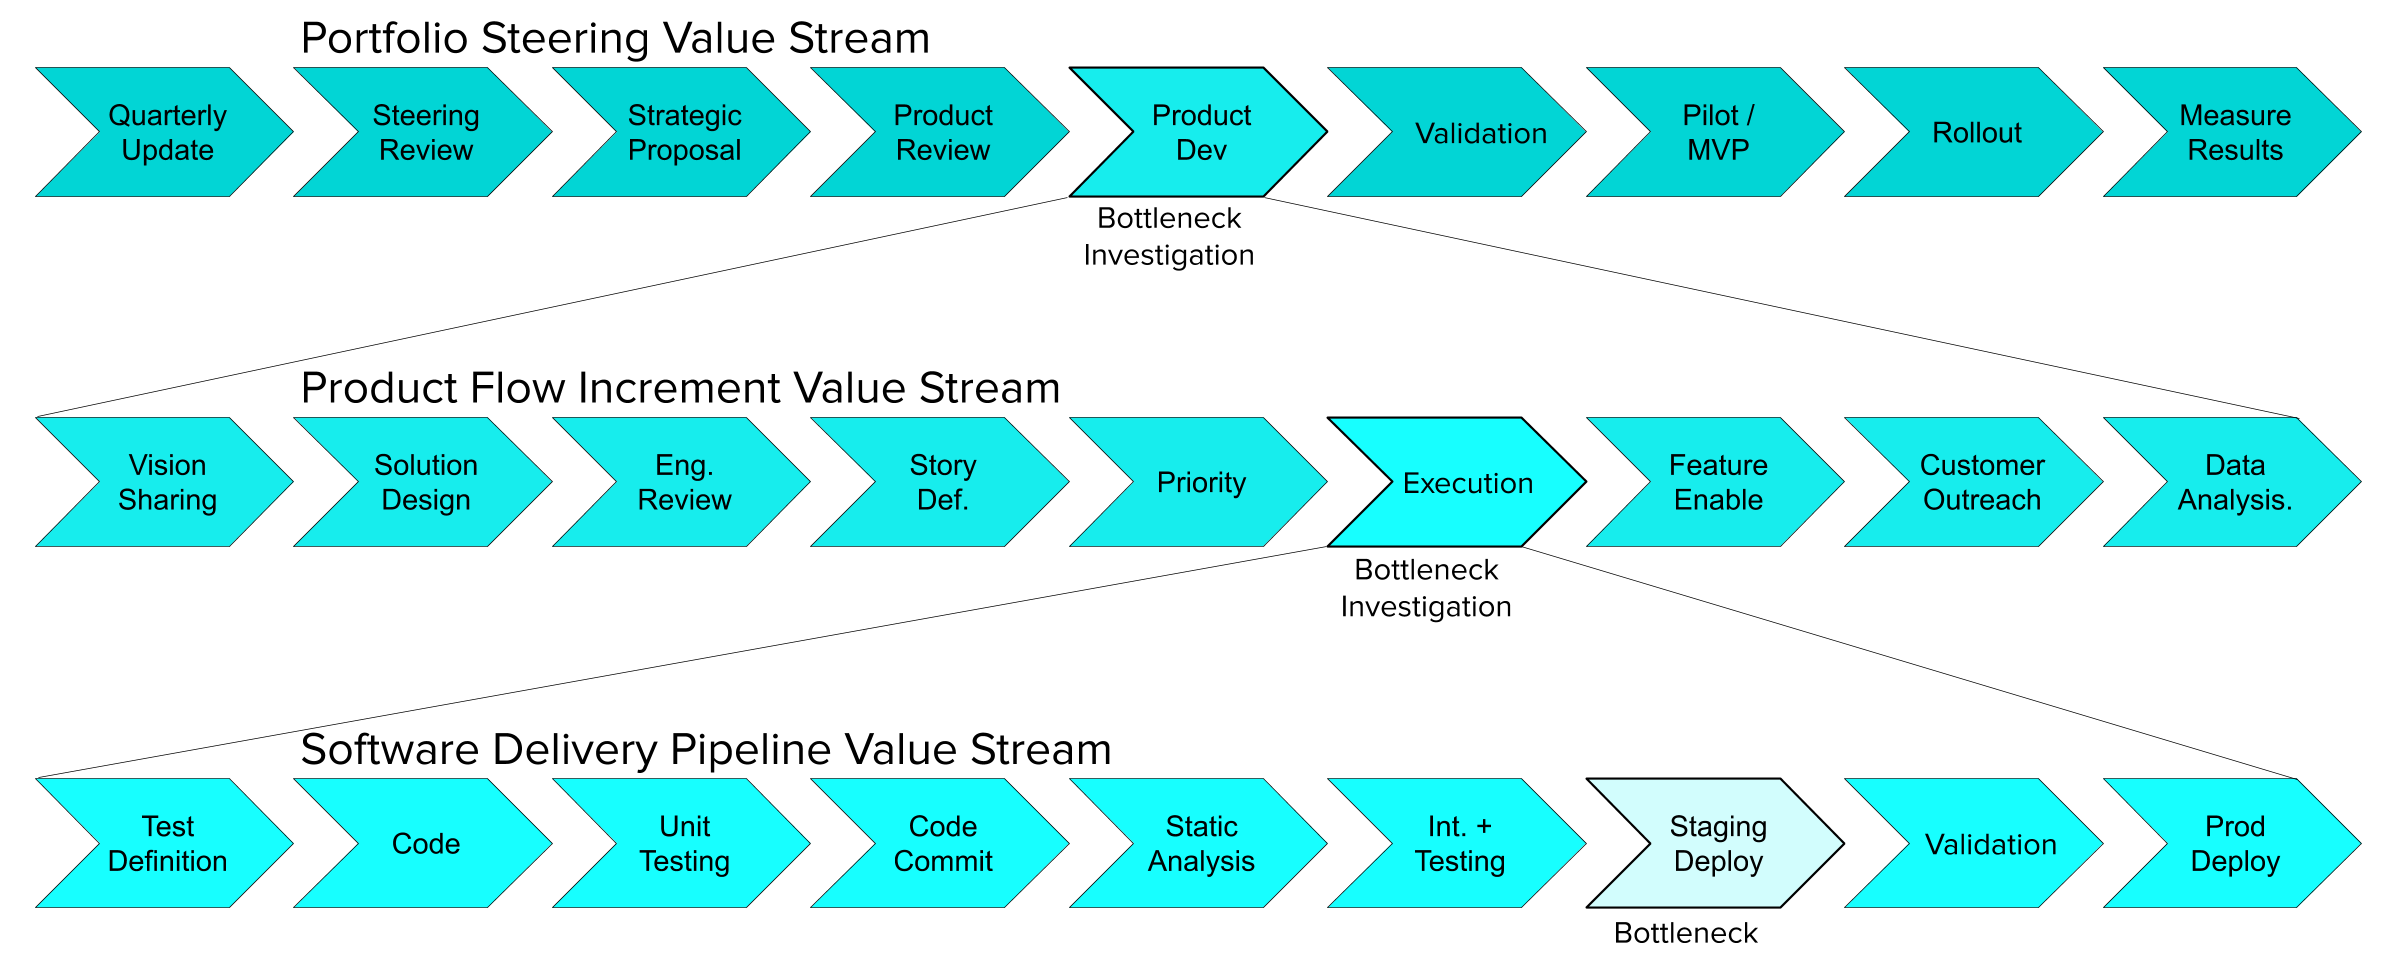 Portfolio Steering Value Stream
Quarterly
Update
Steering
Review
Strategic
Proposal
Product
Review
Product
Dev
Validation
Pilot /
MVP
Rollout
Measure
Results
Bottleneck
Investigation
Product Flow Increment Value Stream
Vision
Sharing
Solution
Design
Eng.
Review
Story
Def.
Priority
Execution
Feature
Enable
Customer
Outreach
Data
Analysis.
Bottleneck
Investigation
Software Delivery Pipeline Value Stream
Test
Definition
Code
Unit
Testing
Code
Commit
Static
Analysis
Int. +
Testing
Staging
Deploy
Validation
Prod
Deploy
Bottleneck